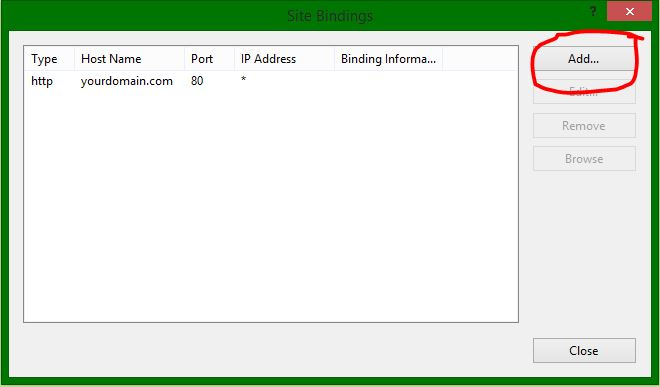 Site Bindings
? ×
Type Host Name Port IP Address Binding Informa...
http yourdomain.com 80 *
Add...
Edit...
Remove
Browse
Close